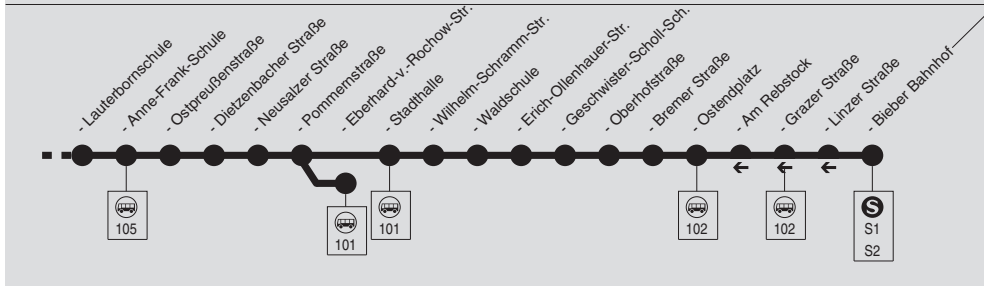 - Lauterbornschule
- Anne-Frank-Schule
- Ostpreußenstraße
- Dietzenbacher Straße
- Neusalzer Straße
- Pommernstraße
- Eberhard-v.-Rochow-Str.
- Stadthalle
- Wilhelm-Schramm-Str.
- Waldschule
- Erich-Ollenhauer-Str.
- Geschwister-Scholl-Sch.
- Oberhofstraße
- Bremer Straße
- Ostendplatz
- Am Rebstock
- Grazer Straße
- Linzer Straße
- Bieber Bahnhof
105
101
101
102
102
S
S1
S2